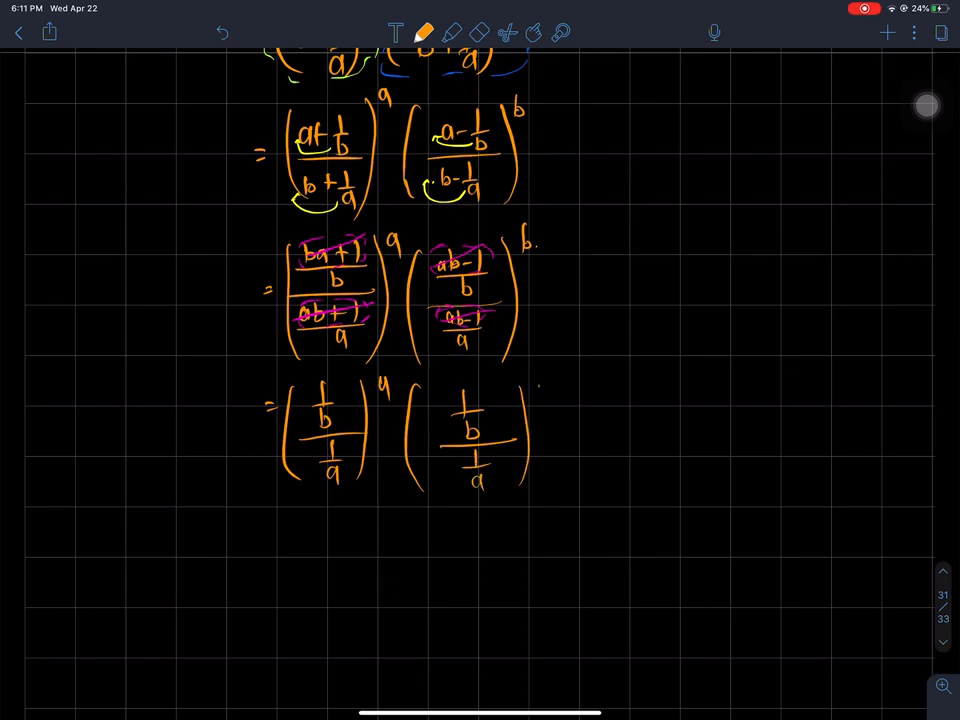 6:11 PM Wed Apr 22 24%
a) a)
= ((a + 1/b) / (b + 1/a))^a ((a - 1/b) / (b - 1/a))^b
= (((ba + 1)/b) / ((ab + 1)/a))^a (((ab - 1)/b) / ((ab - 1)/a))^b.
= ((1/b) / (1/a))^a ((1/b) / (1/a))
31
/
33